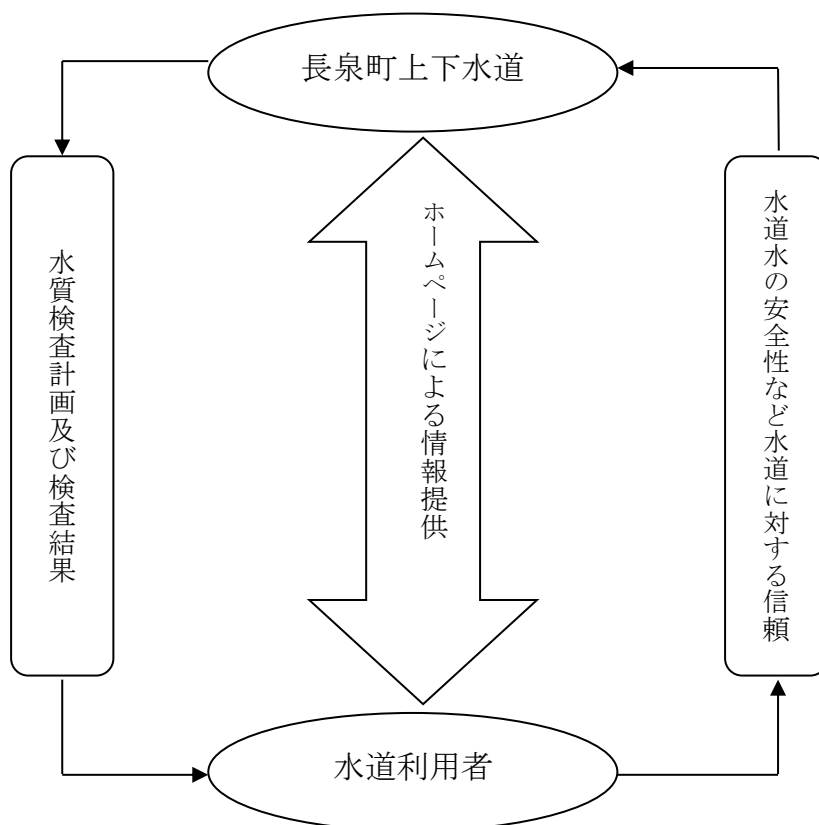 長泉町上下水道
水質検査計画及び検査結果
ホームページによる情報提供
水道水の安全性など水道に対する信頼
水道利用者